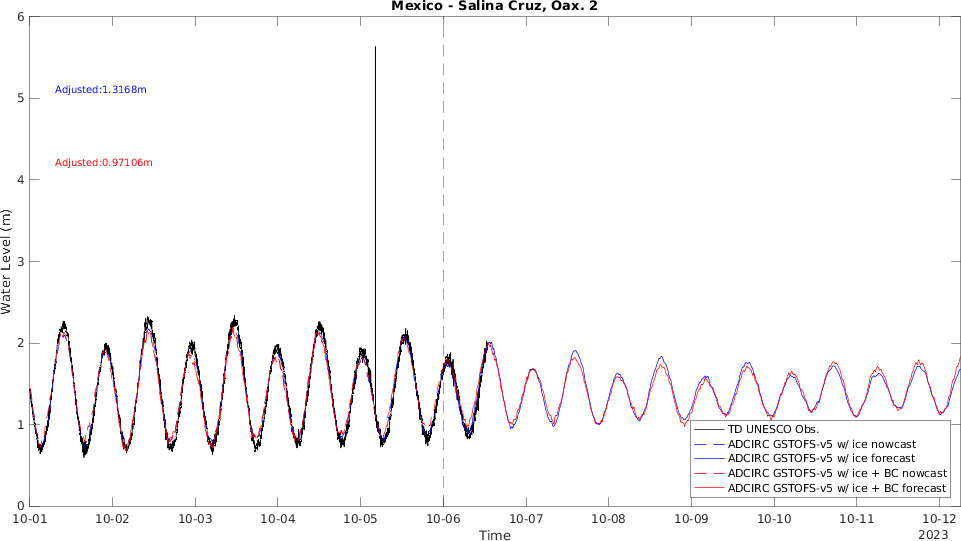 Mexico - Salina Cruz, Oax. 2
6
5
4
3
2
1
0
Water Level (m)
Adjusted:1.3168m
Adjusted:0.97106m
TD UNESCO Obs.
ADCIRC GSTOFS-v5 w/ ice nowcast
ADCIRC GSTOFS-v5 w/ ice forecast
ADCIRC GSTOFS-v5 w/ ice + BC nowcast
ADCIRC GSTOFS-v5 w/ ice + BC forecast
10-01 10-02 10-03 10-04 10-05 10-06 10-07 10-08 10-09 10-10 10-11 10-12
Time
2023